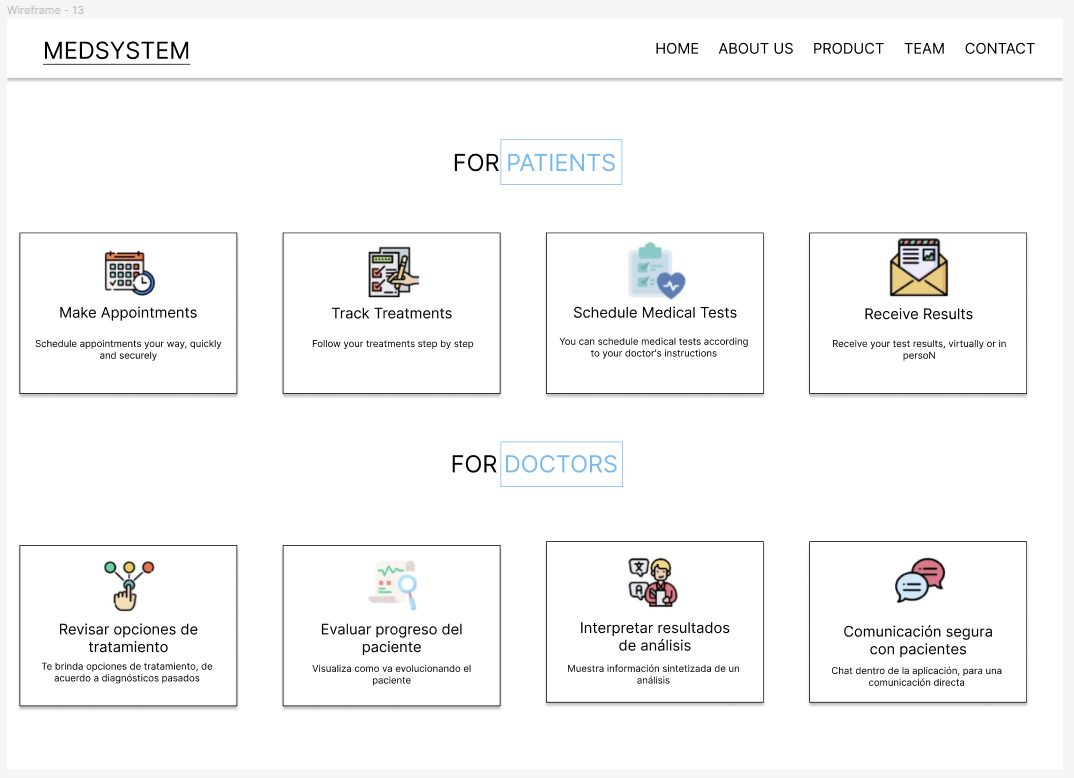 Wireframe - 13
MEDSYSTEM
HOME ABOUT US PRODUCT TEAM CONTACT
FOR PATIENTS
Make Appointments
Schedule appointments your way, quickly
and securely
Track Treatments
Follow your treatments step by step
Schedule Medical Tests
You can schedule medical tests according
to your doctor's instructions
Receive Results
Receive your test results, virtually or in
persoN
FOR DOCTORS
Revisar opciones de
tratamiento
Te brinda opciones de tratamiento, de
acuerdo a diagnósticos pasados
Evaluar progreso del
paciente
Visualiza como va evolucionando el
paciente
文
A
Interpretar resultados
de análisis
Muestra información sintetizada de un
análisis
Comunicación segura
con pacientes
Chat dentro de la aplicación, para una
comunicación directa